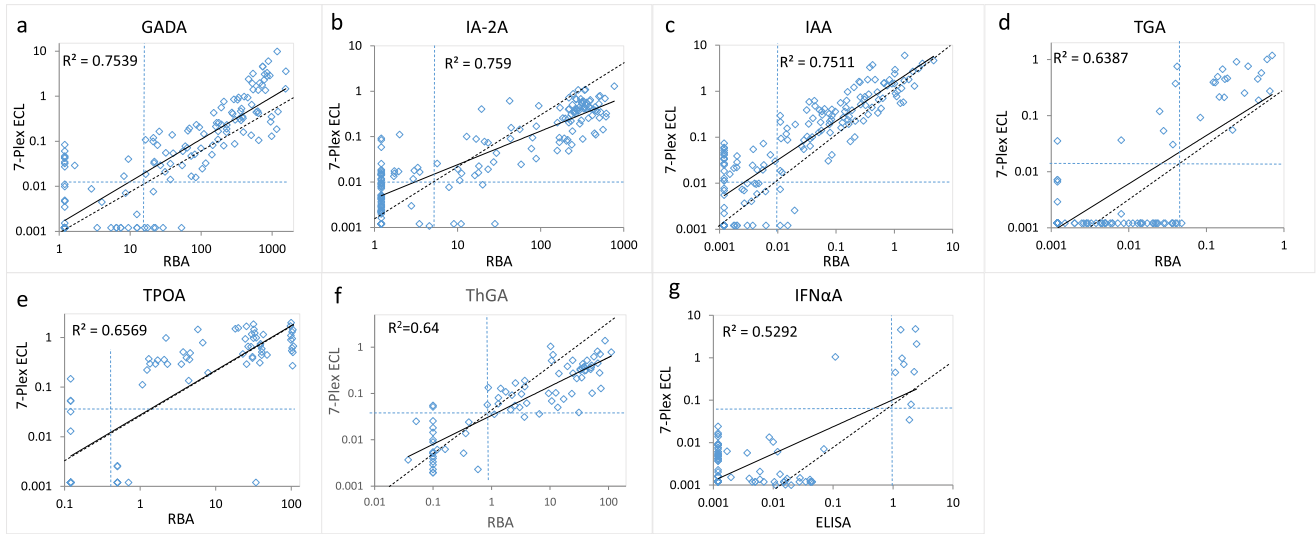 a GADA
R² = 0.7539
7-Plex ECL
10
1
0.1
0.01
0.001
1 10 100 1000
RBA
b IA-2A
R² = 0.759
7-Plex ECL
10
1
0.1
0.01
0.001
1 10 100 1000
RBA
c IAA
R² = 0.7511
7-Plex ECL
10
1
0.1
0.01
0.001
0.001 0.01 0.1 1 10
RBA
d TGA
R² = 0.6387
7-Plex ECL
1
0.1
0.01
0.001
0.001 0.01 0.1 1
RBA
e TPOA
R² = 0.6569
7-Plex ECL
1
0.1
0.01
0.001
0.1 1 10 100
RBA
f ThGA
R²=0.64
7-Plex ECL
1
0.1
0.01
0.001
0.01 0.1 1 10 100
RBA
g IFNαA
R² = 0.5292
7-Plex ECL
10
1
0.1
0.01
0.001
0.001 0.01 0.1 1 10
ELISA